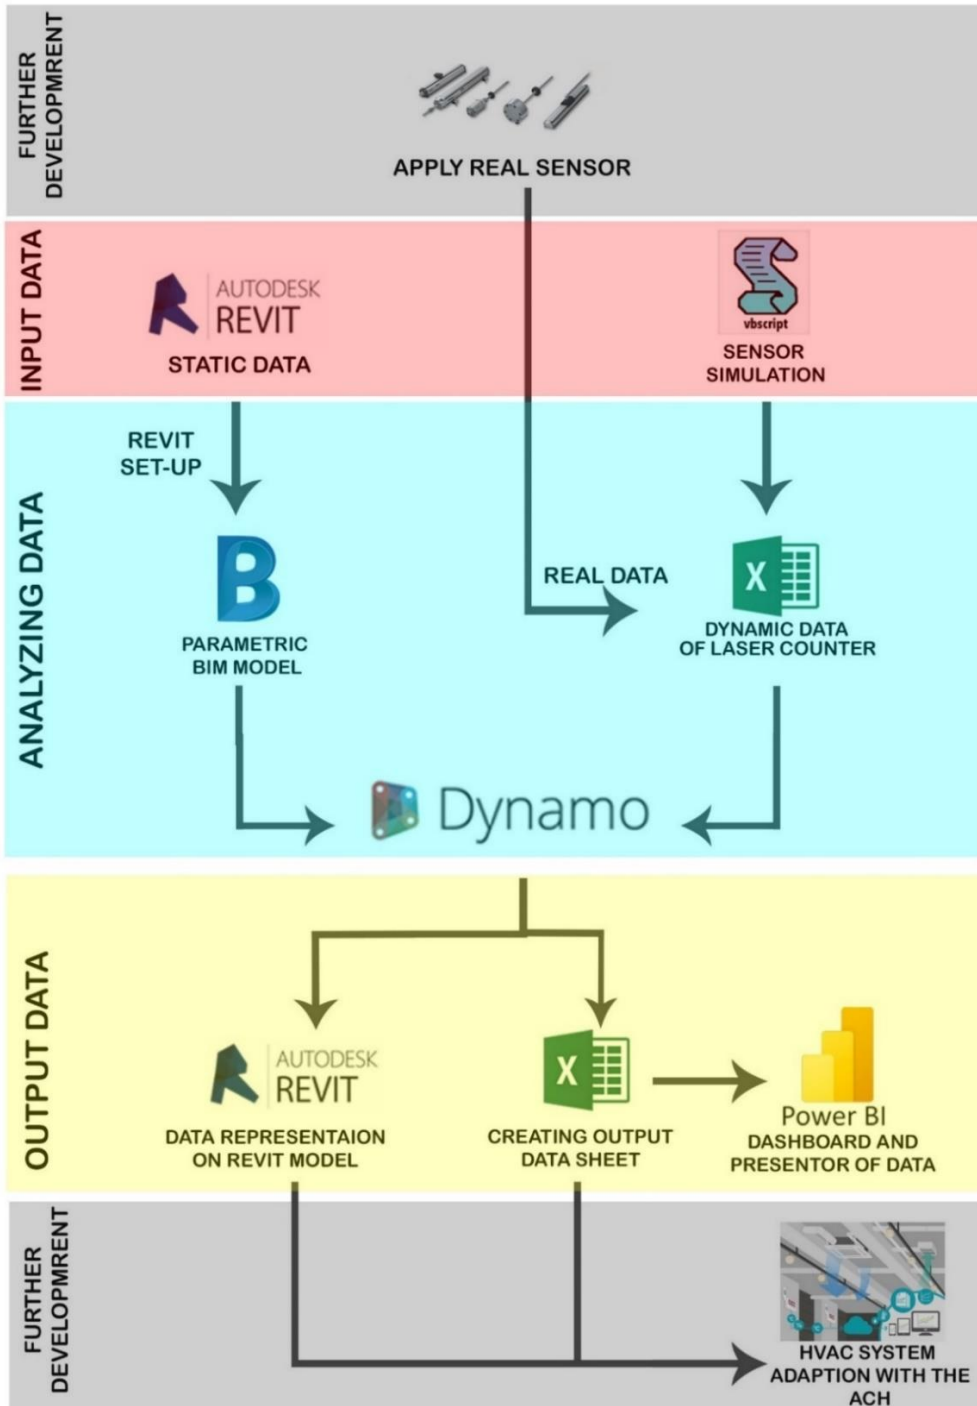 FURTHER
DEVELOPMRENT
APPLY REAL SENSOR
INPUT DATA
AUTODESK
REVIT
STATIC DATA
vbscript
SENSOR
SIMULATION
ANALYZING DATA
REVIT
SET-UP
B
PARAMETRIC
BIM MODEL
REAL DATA
X
DYNAMIC DATA
OF LASER COUNTER
Dynamo
OUTPUT DATA
AUTODESK
REVIT
DATA REPRESENTAION
ON REVIT MODEL
X
CREATING OUTPUT
DATA SHEET
Power BI
DASHBOARD AND
PRESENTOR OF DATA
FURTHER
DEVELOPMRENT
HVAC SYSTEM
ADAPTION WITH THE
ACH